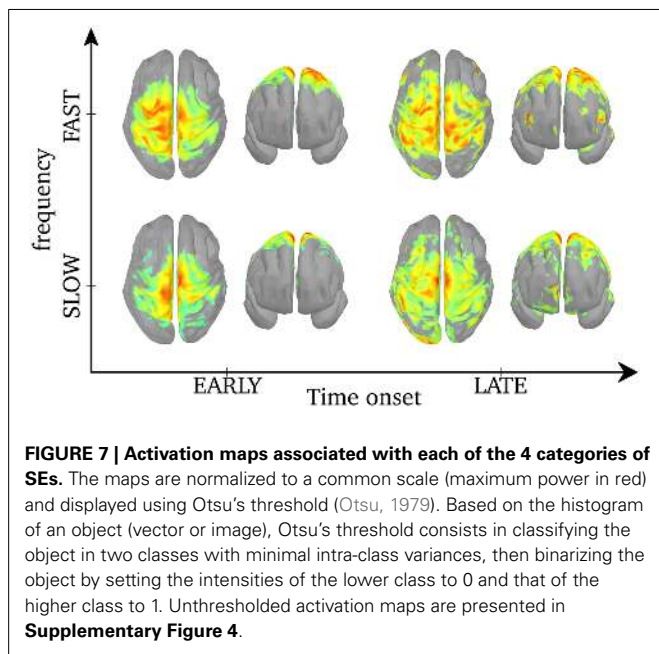 frequency
FAST
SLOW
EARLY
LATE
Time onset
FIGURE 7 | Activation maps associated with each of the 4 categories of
SEs. The maps are normalized to a common scale (maximum power in red)
and displayed using Otsu's threshold (Otsu, 1979). Based on the histogram
of an object (vector or image), Otsu's threshold consists in classifying the
object in two classes with minimal intra-class variances, then binarizing the
object by setting the intensities of the lower class to 0 and that of the
higher class to 1. Unthresholded activation maps are presented in
Supplementary Figure 4.